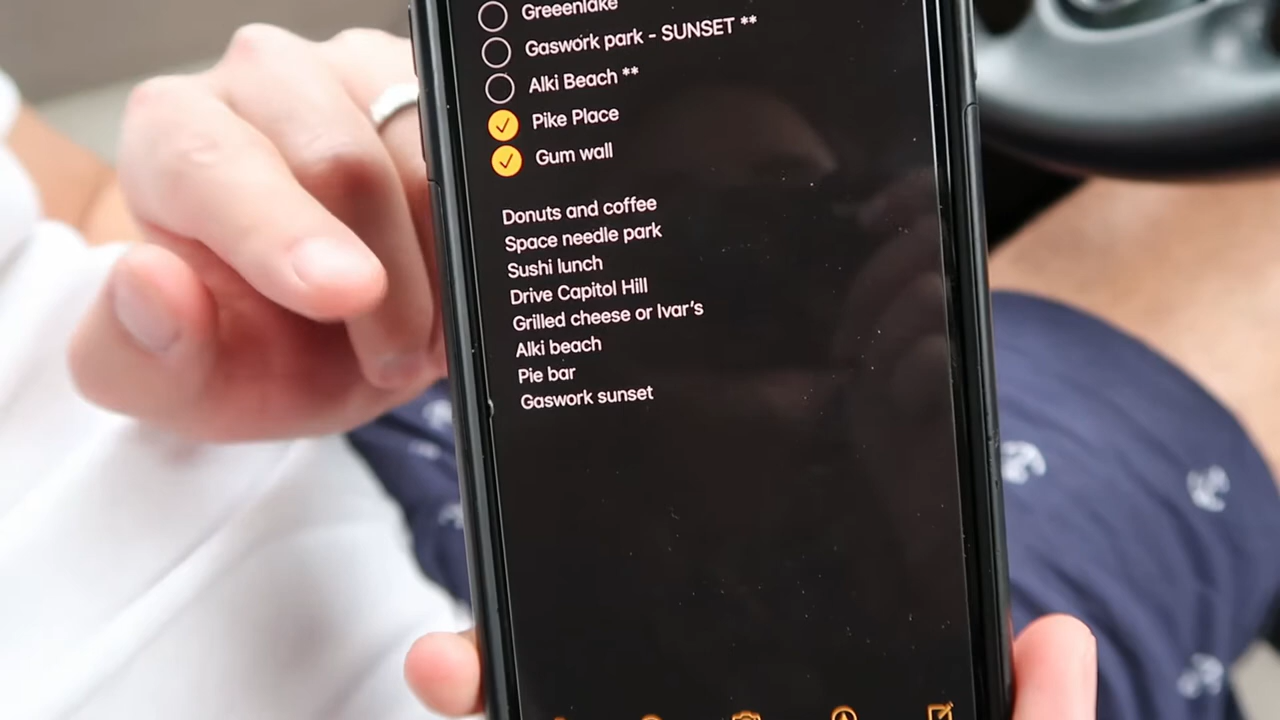 Greeenlake
Gaswork park - SUNSET **
Alki Beach **
Pike Place
Gum wall
Donuts and coffee
Space needle park
Sushi lunch
Drive Capitol Hill
Grilled cheese or Ivar's
Alki beach
Pie bar
Gaswork sunset